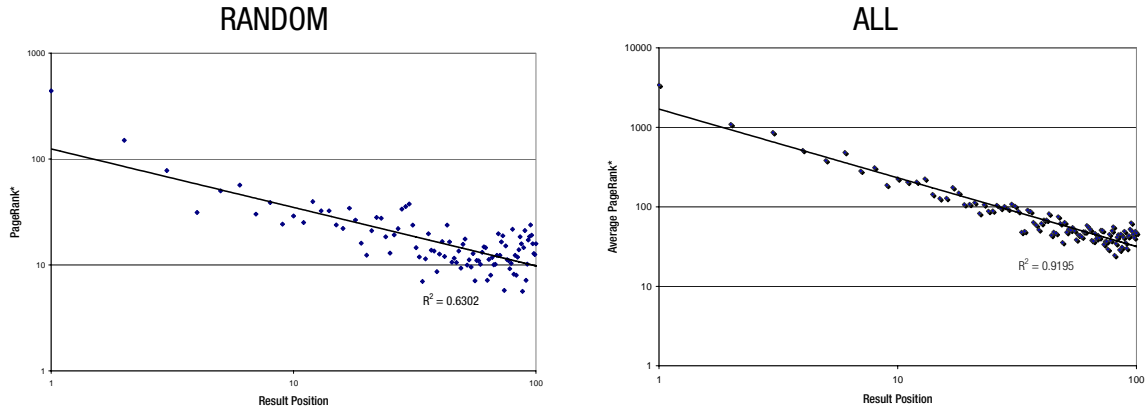 RANDOM
1000
100
10
1
PageRank*
R² = 0.6302
1 10 100
Result Position
ALL
10000
1000
100
10
1
Average PageRank*
R² = 0.9195
1 10 100
Result Position